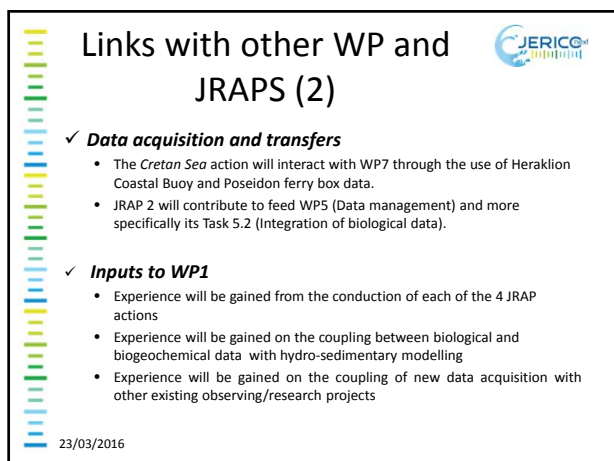 Links with other WP and
JRAPS (2)
JERICO next
✓ Data acquisition and transfers
• The Cretan Sea action will interact with WP7 through the use of Heraklion
Coastal Buoy and Poseidon ferry box data.
• JRAP 2 will contribute to feed WP5 (Data management) and more
specifically its Task 5.2 (Integration of biological data).
✓ Inputs to WP1
• Experience will be gained from the conduction of each of the 4 JRAP
actions
• Experience will be gained on the coupling between biological and
biogeochemical data with hydro-sedimentary modelling
• Experience will be gained on the coupling of new data acquisition with
other existing observing/research projects
23/03/2016